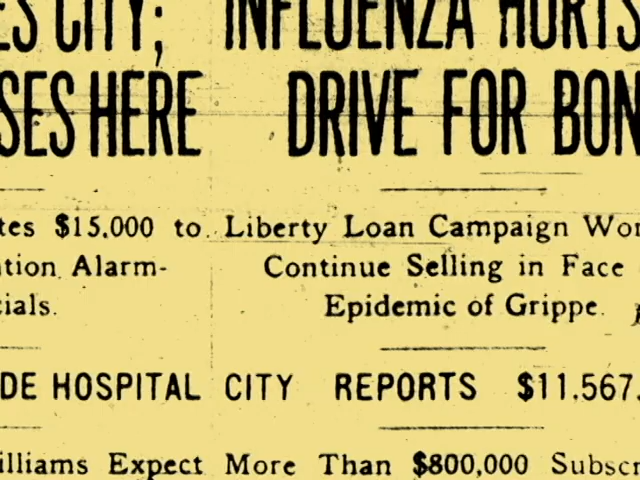 ES CITY;
SES HERE
tes $15,000 to
tion Alarm-
cials.
DE HOSPITAL
illiams Expect
INFLUENZA HURTS
DRIVE FOR BON
Liberty Loan Campaign Wor
Continue Selling in Face
Epidemic of Grippe.
CITY REPORTS $11,567,
More Than $800,000 Subscr